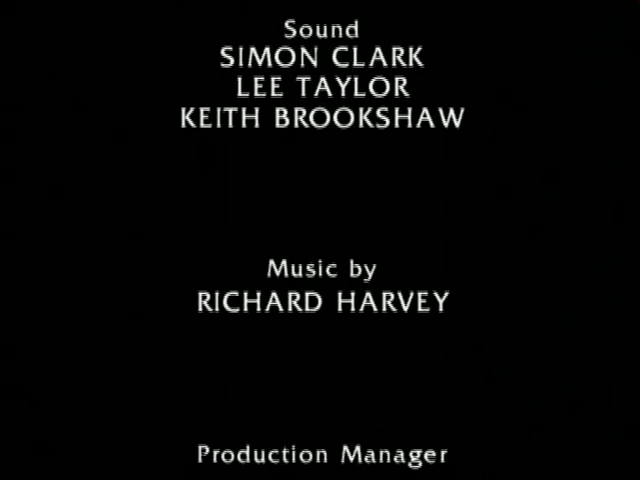 Sound
SIMON CLARK
LEE TAYLOR
KEITH BROOKSHAW
Music by
RICHARD HARVEY
Production Manager